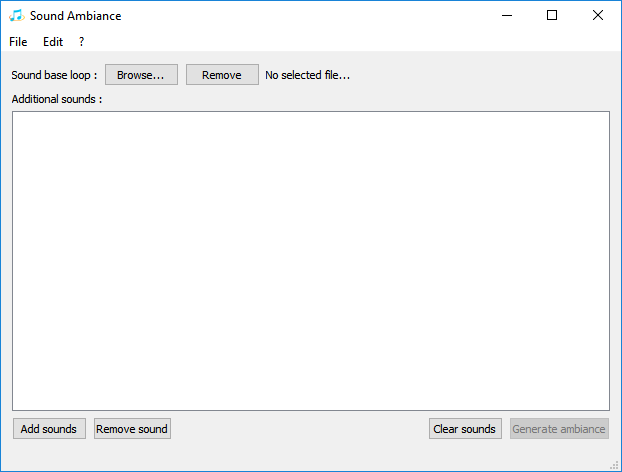 Sound Ambiance
File Edit ?
Sound base loop : Browse... Remove No selected file...
Additional sounds :
Add sounds Remove sound Clear sounds Generate ambiance